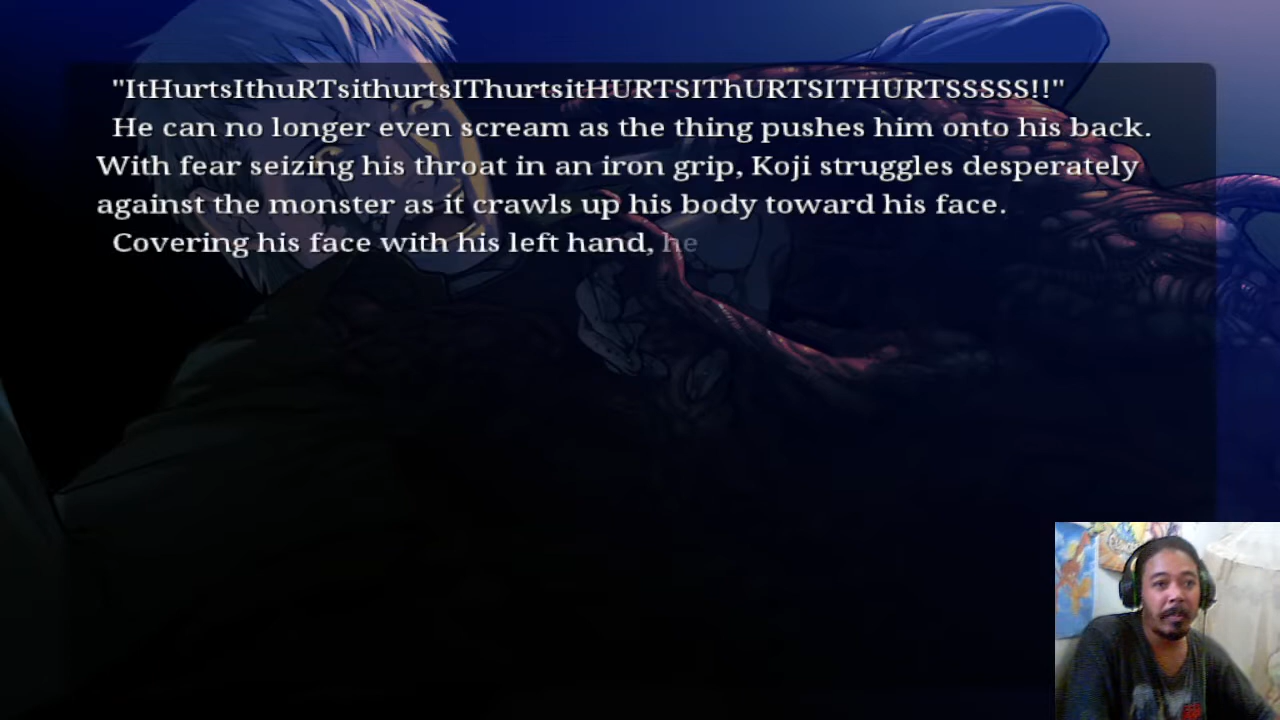 "ItHurtsIthuRTsithurtsIThurtsitHURTSIThURTSITHURTSSSSS!!"
He can no longer even scream as the thing pushes him onto his back.
With fear seizing his throat in an iron grip, Koji struggles desperately
against the monster as it crawls up his body toward his face.
Covering his face with his left hand, he